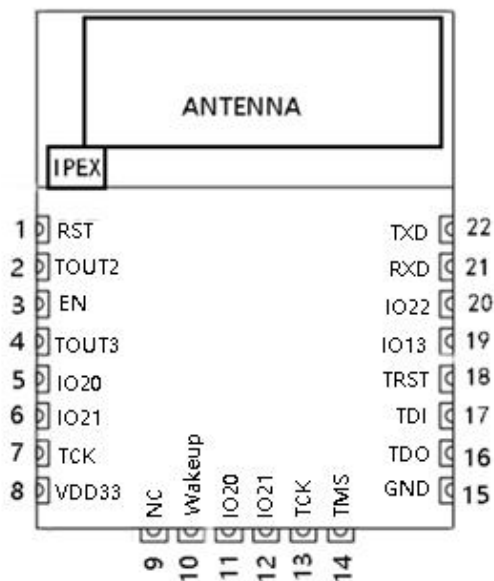 ANTENNA
IPEX
1 RST
2 TOUT2
3 EN
4 TOUT3
5 IO20
6 IO21
7 TCK
8 VDD33
NC 9
Wakeup 10
IO20 11
IO21 12
TCK 13
TMS 14
TXD 22
RXD 21
IO22 20
IO13 19
TRST 18
TDI 17
TDO 16
GND 15